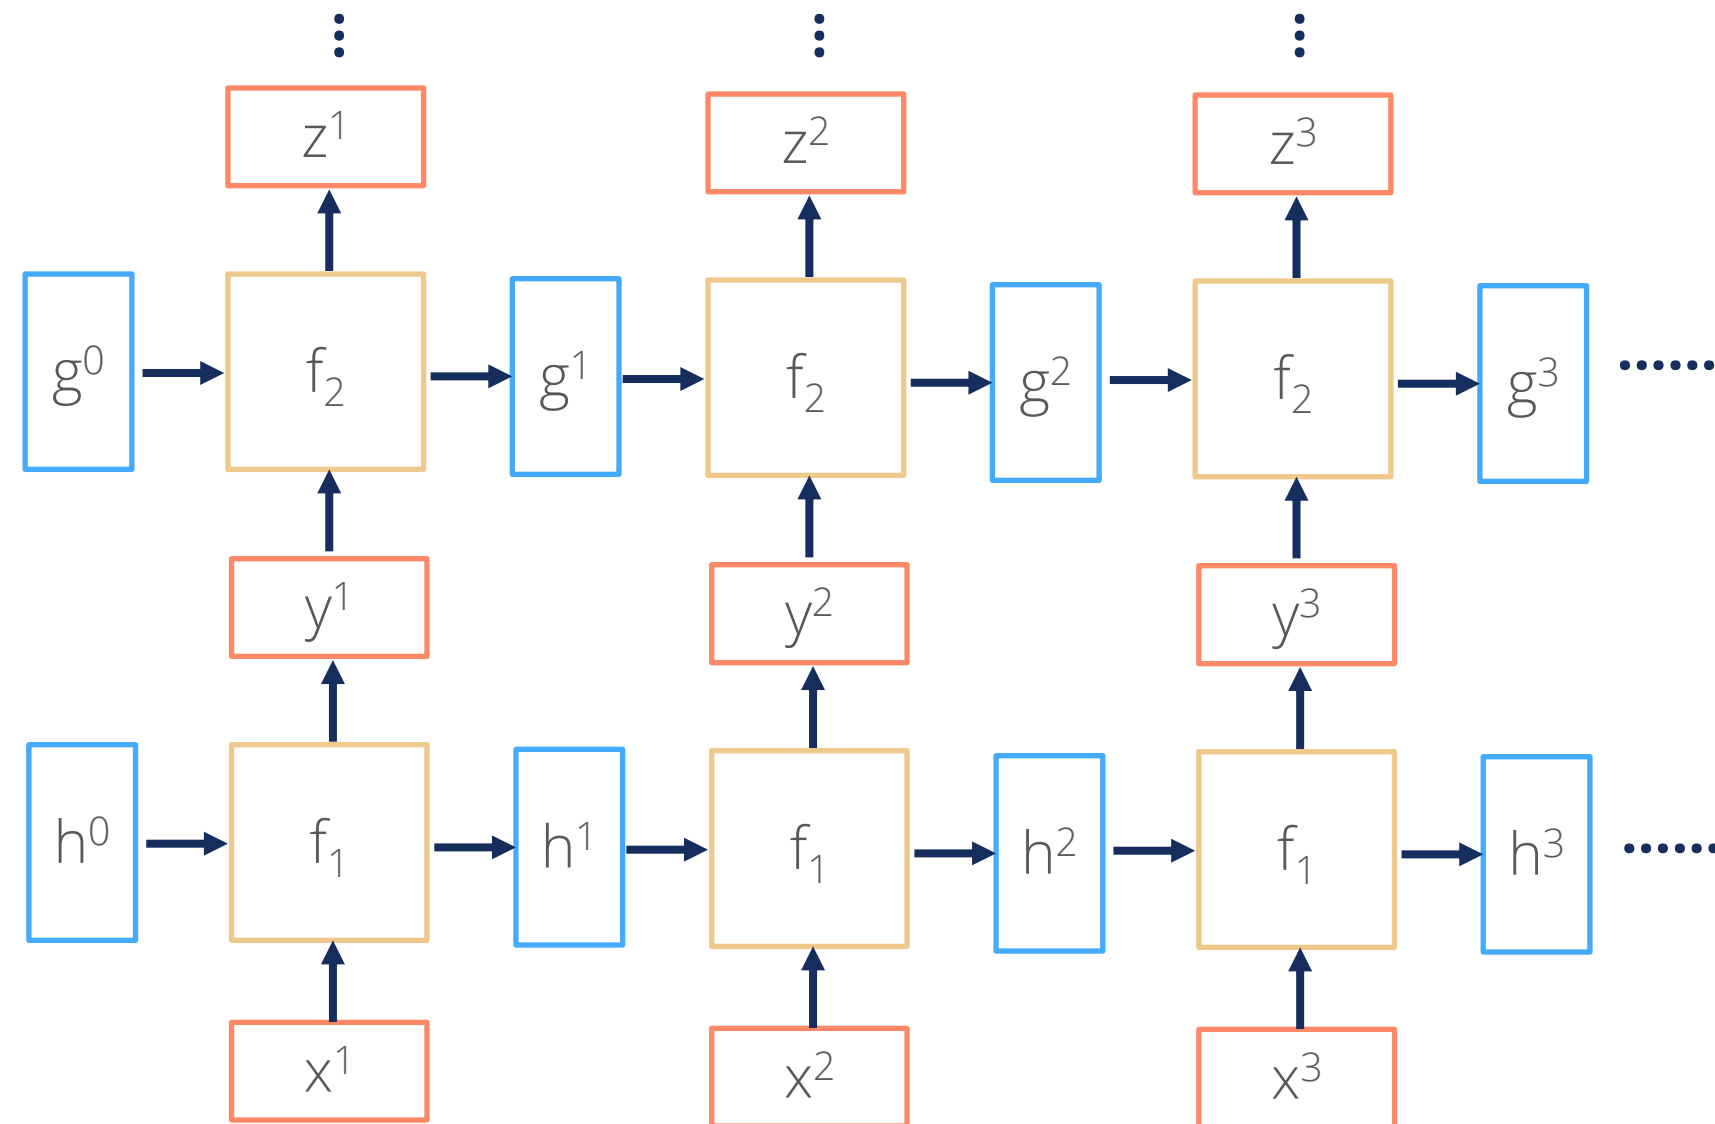 z¹ z² z³
g⁰ f₂ g¹ f₂ g² f₂ g³
y¹ y² y³
h⁰ f₁ h¹ f₁ h² f₁ h³
x¹ x² x³